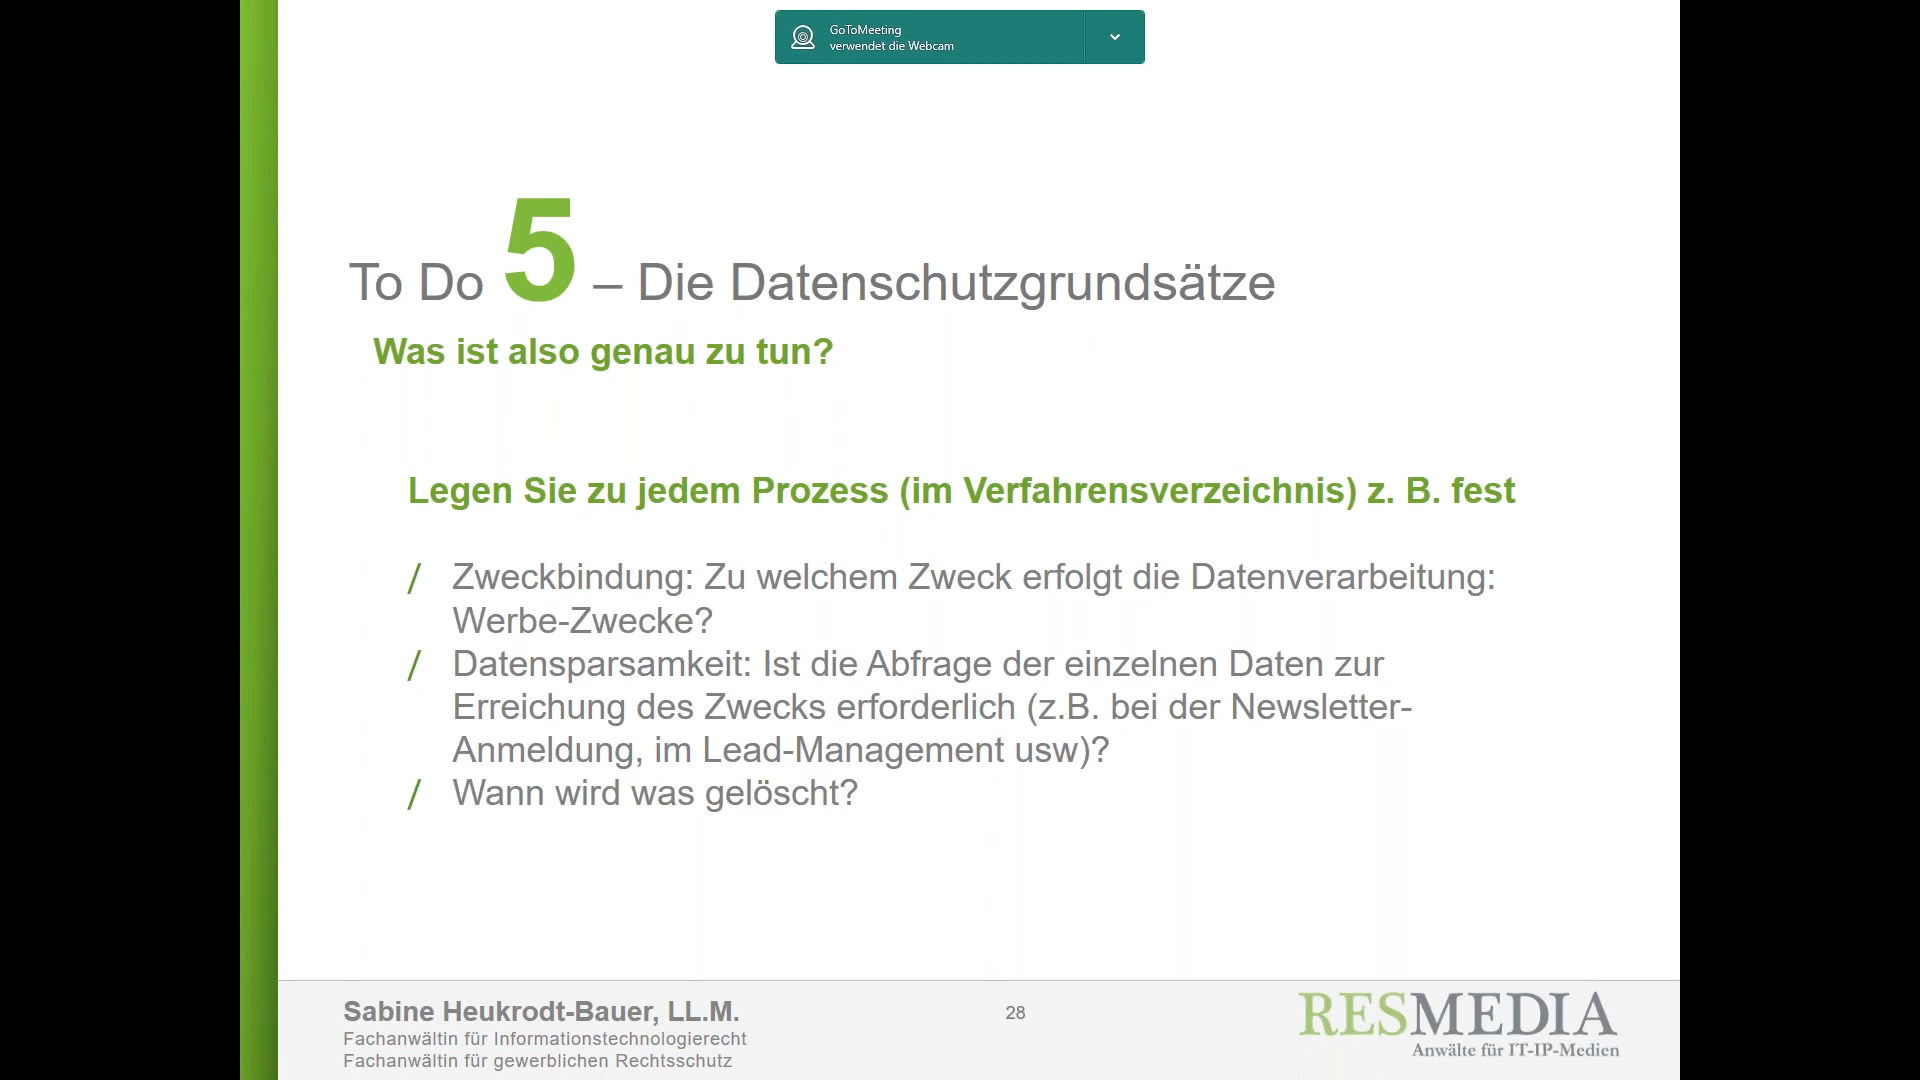 GoToMeeting
verwendet die Webcam
To Do 5 – Die Datenschutzgrundsätze
Was ist also genau zu tun?
Legen Sie zu jedem Prozess (im Verfahrensverzeichnis) z. B. fest
/ Zweckbindung: Zu welchem Zweck erfolgt die Datenverarbeitung:
Werbe-Zwecke?
/ Datensparsamkeit: Ist die Abfrage der einzelnen Daten zur
Erreichung des Zwecks erforderlich (z.B. bei der Newsletter-
Anmeldung, im Lead-Management usw)?
/ Wann wird was gelöscht?
Sabine Heukrodt-Bauer, LL.M.
Fachanwältin für Informationstechnologierecht
Fachanwältin für gewerblichen Rechtsschutz
28
RESMEDIA
Anwälte für IT-IP-Medien